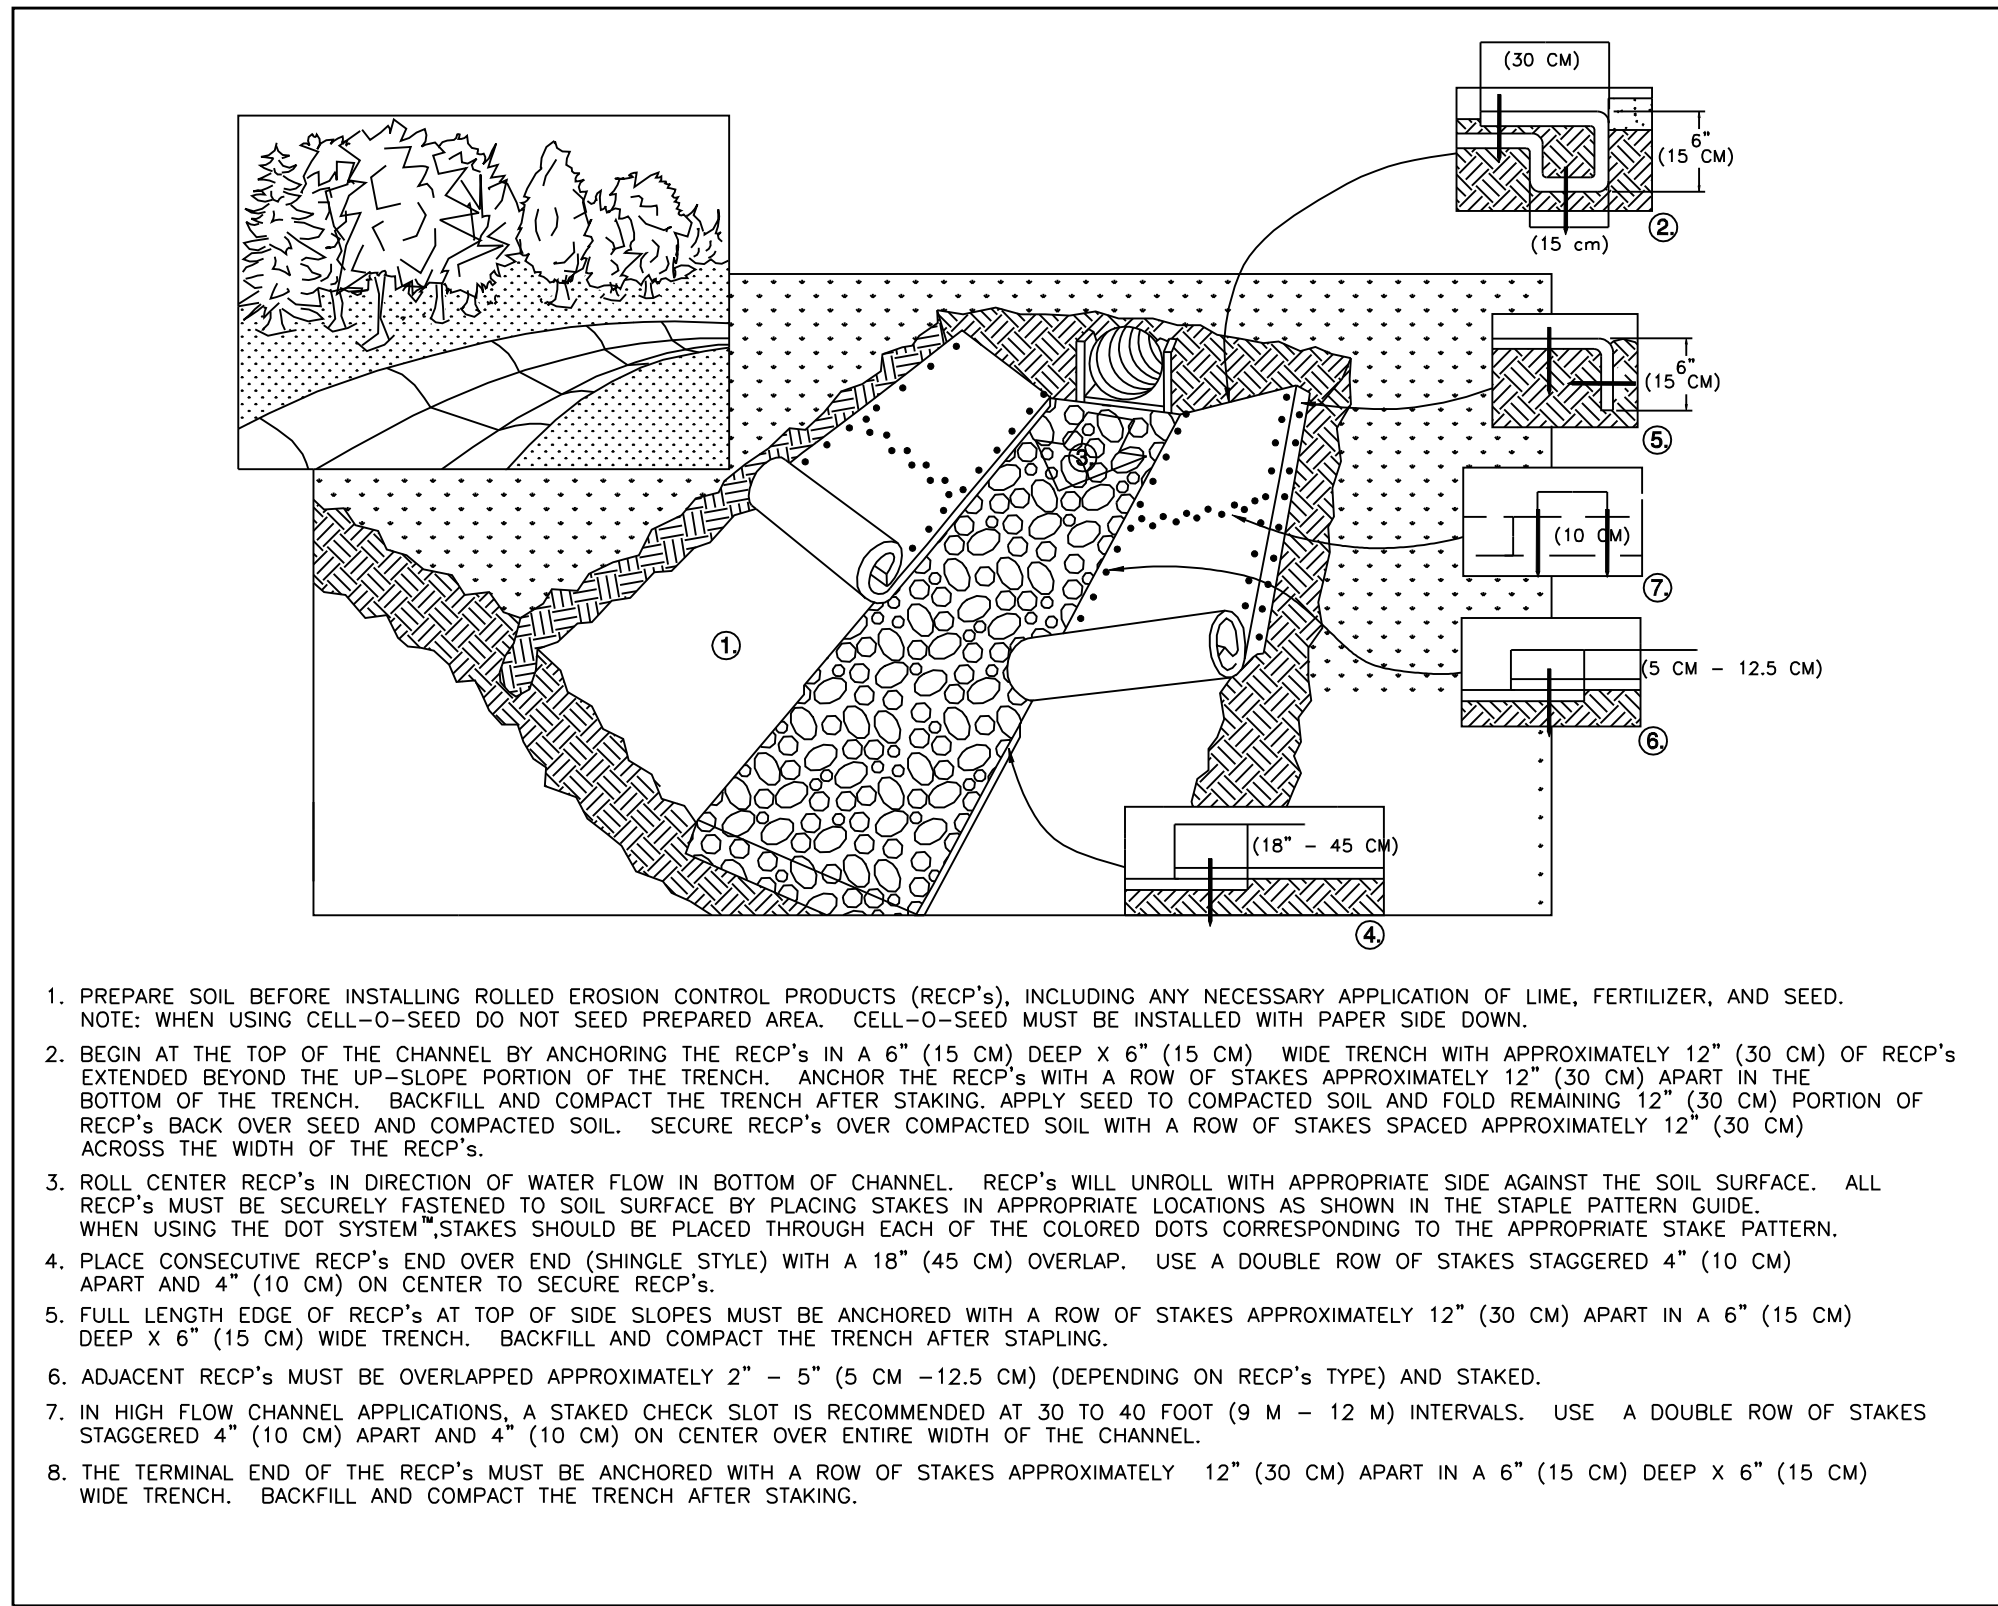 (30 CM)
6"
(15 CM)
2.
(15 cm)
6"
(15 CM)
5.
3.
(10 CM)
7.
1.
(5 CM - 12.5 CM)
6.
(18" - 45 CM)
4.
1. PREPARE SOIL BEFORE INSTALLING ROLLED EROSION CONTROL PRODUCTS (RECP's), INCLUDING ANY NECESSARY APPLICATION OF LIME, FERTILIZER, AND SEED.
NOTE: WHEN USING CELL-O-SEED DO NOT SEED PREPARED AREA. CELL-O-SEED MUST BE INSTALLED WITH PAPER SIDE DOWN.
2. BEGIN AT THE TOP OF THE CHANNEL BY ANCHORING THE RECP's IN A 6" (15 CM) DEEP X 6" (15 CM) WIDE TRENCH WITH APPROXIMATELY 12" (30 CM) OF RECP's
EXTENDED BEYOND THE UP-SLOPE PORTION OF THE TRENCH. ANCHOR THE RECP's WITH A ROW OF STAKES APPROXIMATELY 12" (30 CM) APART IN THE
BOTTOM OF THE TRENCH. BACKFILL AND COMPACT THE TRENCH AFTER STAKING. APPLY SEED TO COMPACTED SOIL AND FOLD REMAINING 12" (30 CM) PORTION OF
RECP's BACK OVER SEED AND COMPACTED SOIL. SECURE RECP's OVER COMPACTED SOIL WITH A ROW OF STAKES SPACED APPROXIMATELY 12" (30 CM)
ACROSS THE WIDTH OF THE RECP's.
3. ROLL CENTER RECP's IN DIRECTION OF WATER FLOW IN BOTTOM OF CHANNEL. RECP's WILL UNROLL WITH APPROPRIATE SIDE AGAINST THE SOIL SURFACE. ALL
RECP's MUST BE SECURELY FASTENED TO SOIL SURFACE BY PLACING STAKES IN APPROPRIATE LOCATIONS AS SHOWN IN THE STAPLE PATTERN GUIDE.
WHEN USING THE DOT SYSTEM™,STAKES SHOULD BE PLACED THROUGH EACH OF THE COLORED DOTS CORRESPONDING TO THE APPROPRIATE STAKE PATTERN.
4. PLACE CONSECUTIVE RECP's END OVER END (SHINGLE STYLE) WITH A 18" (45 CM) OVERLAP. USE A DOUBLE ROW OF STAKES STAGGERED 4" (10 CM)
APART AND 4" (10 CM) ON CENTER TO SECURE RECP's.
5. FULL LENGTH EDGE OF RECP's AT TOP OF SIDE SLOPES MUST BE ANCHORED WITH A ROW OF STAKES APPROXIMATELY 12" (30 CM) APART IN A 6" (15 CM)
DEEP X 6" (15 CM) WIDE TRENCH. BACKFILL AND COMPACT THE TRENCH AFTER STAPLING.
6. ADJACENT RECP's MUST BE OVERLAPPED APPROXIMATELY 2" - 5" (5 CM -12.5 CM) (DEPENDING ON RECP's TYPE) AND STAKED.
7. IN HIGH FLOW CHANNEL APPLICATIONS, A STAKED CHECK SLOT IS RECOMMENDED AT 30 TO 40 FOOT (9 M - 12 M) INTERVALS. USE A DOUBLE ROW OF STAKES
STAGGERED 4" (10 CM) APART AND 4" (10 CM) ON CENTER OVER ENTIRE WIDTH OF THE CHANNEL.
8. THE TERMINAL END OF THE RECP's MUST BE ANCHORED WITH A ROW OF STAKES APPROXIMATELY 12" (30 CM) APART IN A 6" (15 CM) DEEP X 6" (15 CM)
WIDE TRENCH. BACKFILL AND COMPACT THE TRENCH AFTER STAKING.